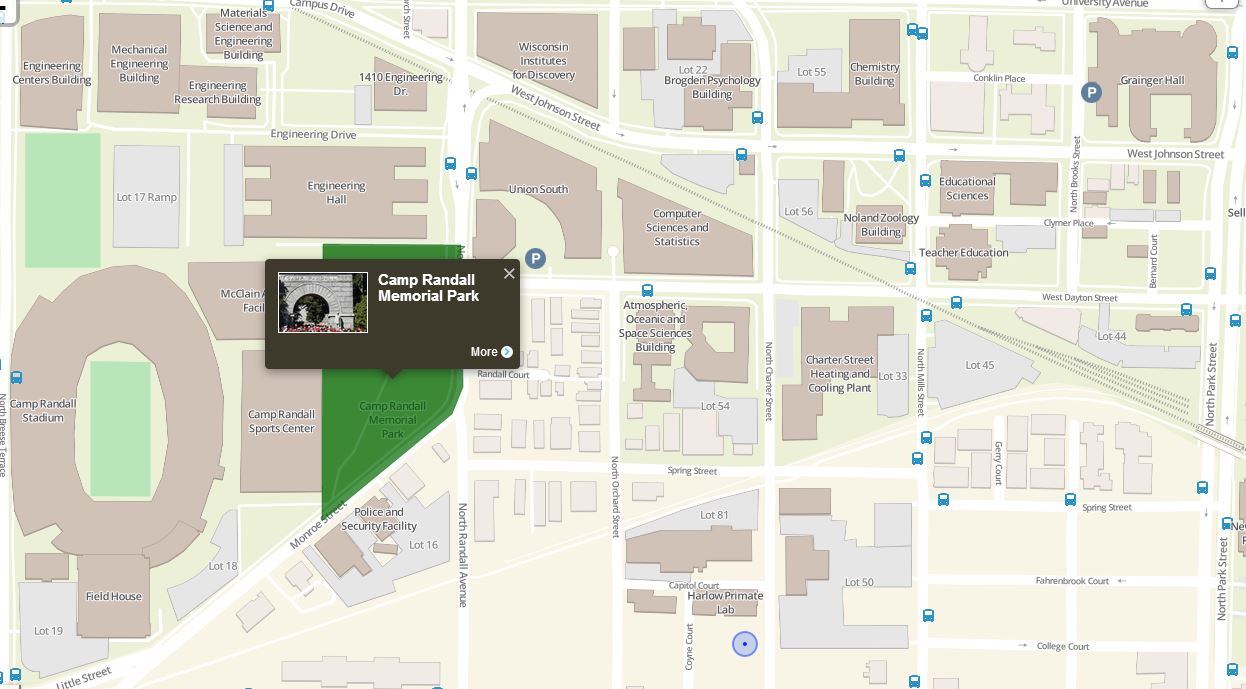 Campus Drive
University Avenue
Materials
Science and
Engineering
Building
Mechanical
Engineering
Building
Engineering
Centers Building
Engineering
Research Building
1410 Engineering
Dr.
Wisconsin
Institutes
for Discovery
Lot 22
Brogden Psychology
Building
Lot 55
Chemistry
Building
Conklin Place
P
Grainger Hall
West Johnson Street
Engineering Drive
West Johnson Street
North Brooks Street
Lot 17 Ramp
Engineering
Hall
Union South
Computer
Sciences and
Statistics
Lot 56
Noland Zoology
Building
Educational
Sciences
Clymer Place
Teacher Education
Bernard Court
P
West Dayton Street
Camp Randall
Memorial Park
More
McClain A
Facil
Atmospheric,
Oceanic and
Space Sciences
Building
Randall Court
North Charter Street
Charter Street
Heating and
Cooling Plant
Lot 33
North Mills Street
Lot 45
Lot 44
North Park Street
North Breese Terrace
Camp Randall
Stadium
Camp Randall
Sports Center
Camp Randall
Memorial
Park
Lot 54
Spring Street
North Orchard Street
Gerry Court
Spring Street
Monroe Street
Police and
Security Facility
Lot 16
North Randall Avenue
Lot 81
Lot 18
Field House
Lot 19
Little Street
Capitol Court
Harlow Primate
Lab
Coyne Court
Lot 50
Fahrenbrook Court
College Court
North Park Street